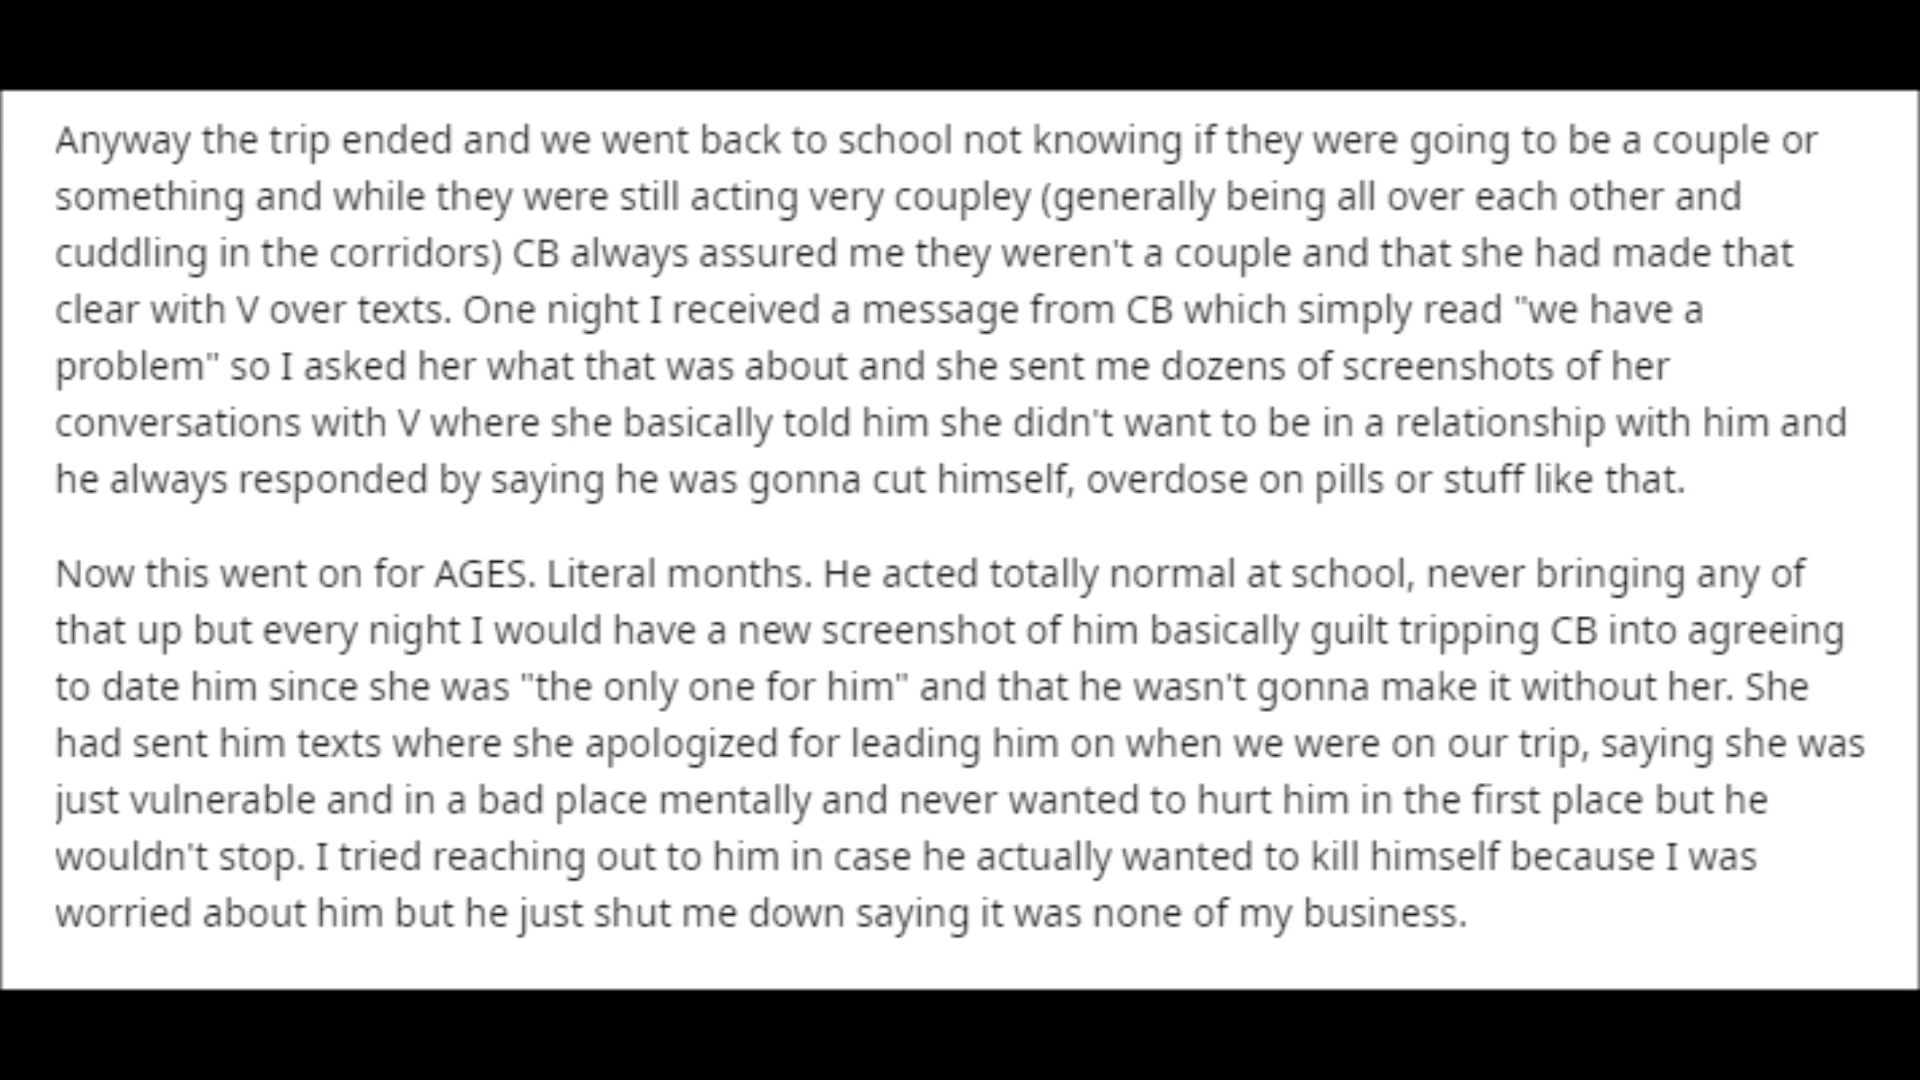 Anyway the trip ended and we went back to school not knowing if they were going to be a couple or
something and while they were still acting very coupley (generally being all over each other and
cuddling in the corridors) CB always assured me they weren't a couple and that she had made that
clear with V over texts. One night I received a message from CB which simply read "we have a
problem" so I asked her what that was about and she sent me dozens of screenshots of her
conversations with V where she basically told him she didn't want to be in a relationship with him and
he always responded by saying he was gonna cut himself, overdose on pills or stuff like that.
Now this went on for AGES. Literal months. He acted totally normal at school, never bringing any of
that up but every night I would have a new screenshot of him basically guilt tripping CB into agreeing
to date him since she was "the only one for him" and that he wasn't gonna make it without her. She
had sent him texts where she apologized for leading him on when we were on our trip, saying she was
just vulnerable and in a bad place mentally and never wanted to hurt him in the first place but he
wouldn't stop. I tried reaching out to him in case he actually wanted to kill himself because I was
worried about him but he just shut me down saying it was none of my business.